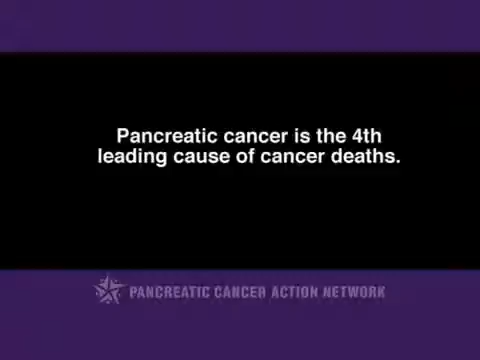 Pancreatic cancer is the 4th
leading cause of cancer deaths.
PANCREATIC CANCER ACTION NETWORK